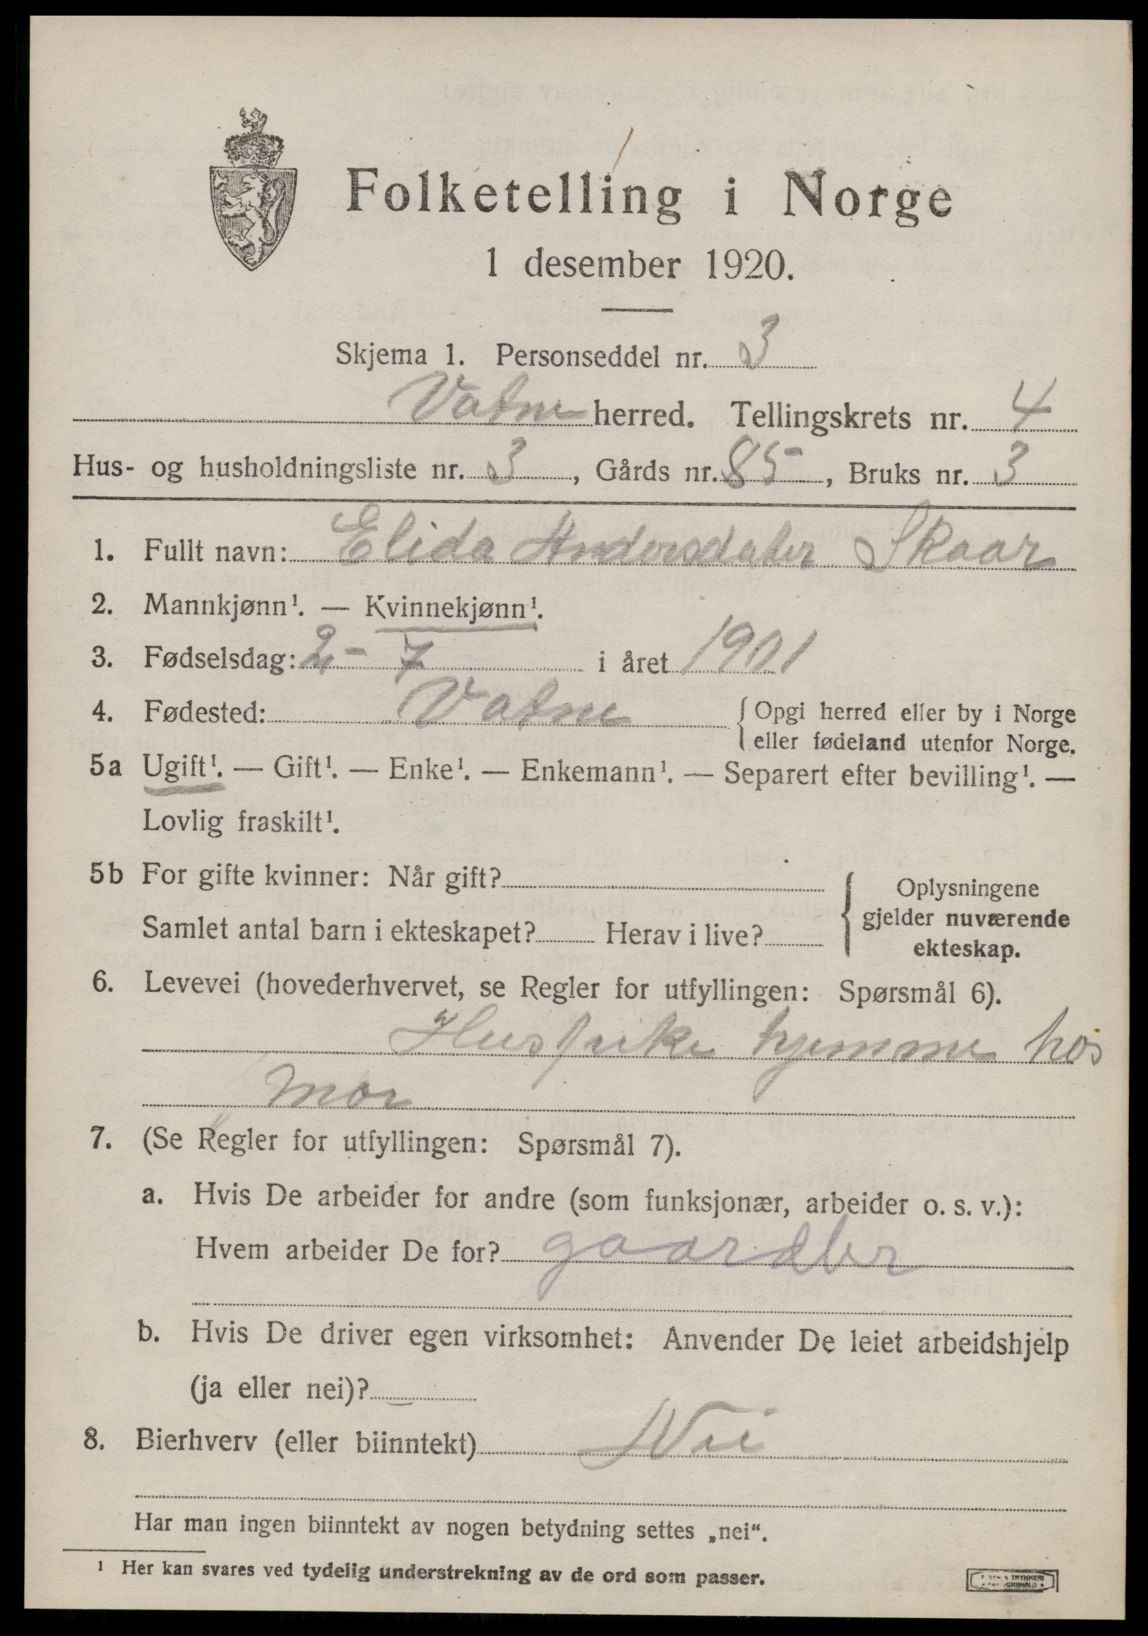 Folketelling i Norge
1 desember 1920.
Skjema 1. Personseddel nr. 3
Vatne herred. Tellingskrets nr. 4
Hus- og husholdningsliste nr. 3, Gårds nr. 85, Bruks nr. 3
1. Fullt navn: Elida Andersdater Skaar
2. Mannkjønn¹. — Kvinnekjønn¹.
3. Fødselsdag: 2 - 7 i året 1901
4. Fødested: Vatne { Opgi herred eller by i Norge
eller fødeland utenfor Norge.
5a Ugift¹. — Gift¹. — Enke¹. — Enkemann¹. — Separert efter bevilling¹. —
Lovlig fraskilt¹.
5b For gifte kvinner: Når gift?
Samlet antal barn i ekteskapet? Herav i live?
{ Oplysningene
gjelder nuværende
ekteskap.
6. Levevei (hovederhvervet, se Regler for utfyllingen: Spørsmål 6).
Husfrike hjemme hos
mor
7. (Se Regler for utfyllingen: Spørsmål 7).
a. Hvis De arbeider for andre (som funksjonær, arbeider o. s. v.):
Hvem arbeider De for? gaardbr
b. Hvis De driver egen virksomhet: Anvender De leiet arbeidshjelp
(ja eller nei)?
8. Bierhverv (eller biinntekt) Nei
Har man ingen biinntekt av nogen betydning settes „nei“.
¹ Her kan svares ved tydelig understrekning av de ord som passer.